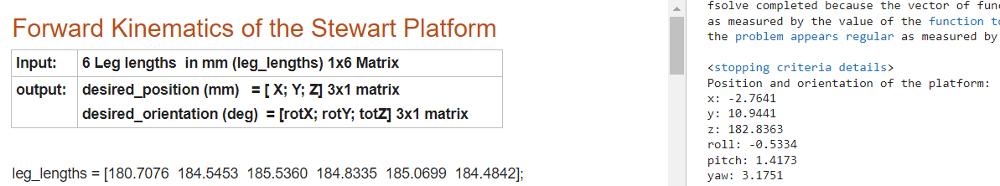 Forward Kinematics of the Stewart Platform
Input: 6 Leg lengths in mm (leg_lengths) 1x6 Matrix
output: desired_position (mm) = [ X; Y; Z] 3x1 matrix
desired_orientation (deg) = [rotX; rotY; totZ] 3x1 matrix
leg_lengths = [180.7076 184.5453 185.5360 184.8335 185.0699 184.4842];
fsolve completed because the vector of func
as measured by the value of the function to
the problem appears regular as measured by
<stopping criteria details>
Position and orientation of the platform:
x: -2.7641
y: 10.9441
z: 182.8363
roll: -0.5334
pitch: 1.4173
yaw: 3.1751